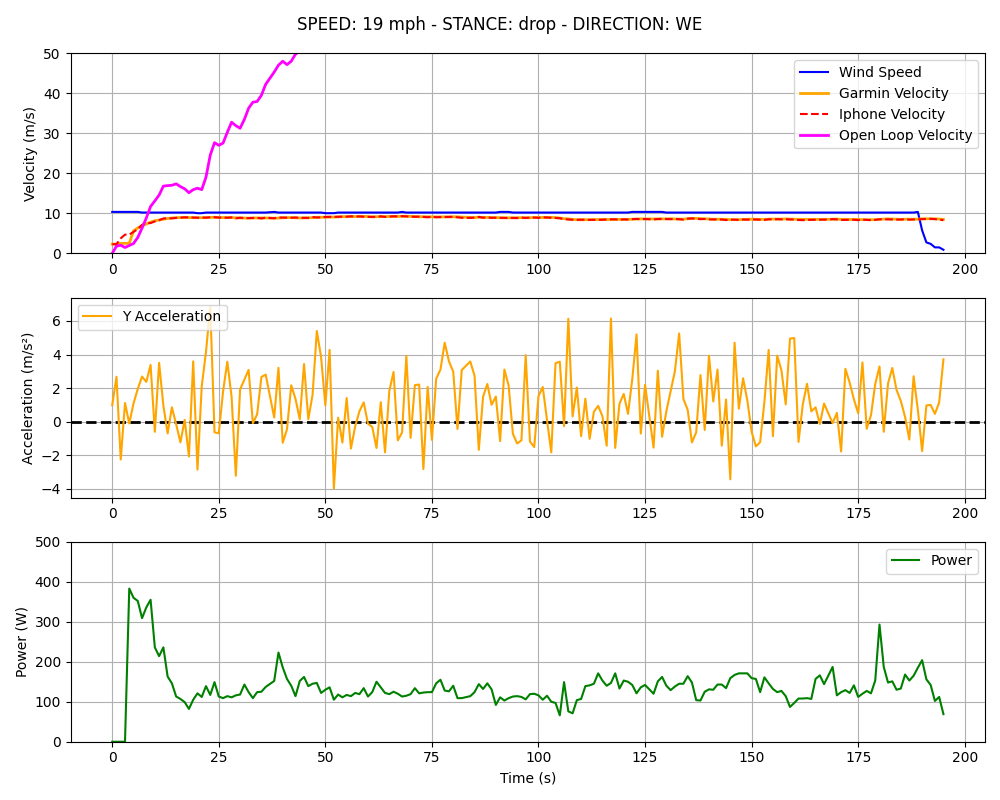 SPEED: 19 mph - STANCE: drop - DIRECTION: WE
Velocity (m/s)
50
40
30
20
10
0
Wind Speed
Garmin Velocity
Iphone Velocity
Open Loop Velocity
0 25 50 75 100 125 150 175 200
Acceleration (m/s²)
6
4
2
0
−2
−4
Y Acceleration
0 25 50 75 100 125 150 175 200
Power (W)
500
400
300
200
100
0
Power
0 25 50 75 100 125 150 175 200
Time (s)